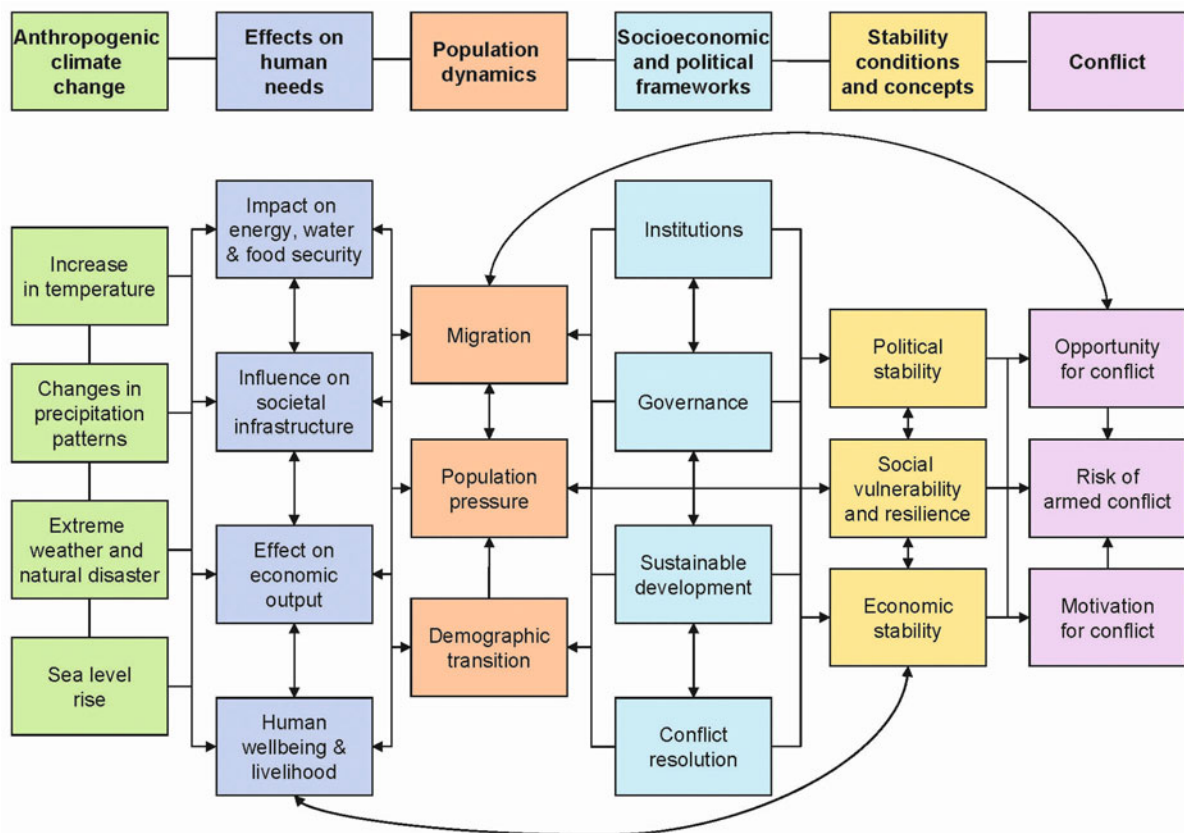 Anthropogenic
climate
change
Effects on
human
needs
Population
dynamics
Socioeconomic
and political
frameworks
Stability
conditions
and concepts
Conflict
Increase
in temperature
Changes in
precipitation
patterns
Extreme
weather and
natural disaster
Sea level
rise
Impact on
energy, water
& food security
Influence on
societal
infrastructure
Effect on
economic
output
Human
wellbeing &
livelihood
Migration
Population
pressure
Demographic
transition
Institutions
Governance
Sustainable
development
Conflict
resolution
Political
stability
Social
vulnerability
and resilience
Economic
stability
Opportunity
for conflict
Risk of
armed conflict
Motivation
for conflict